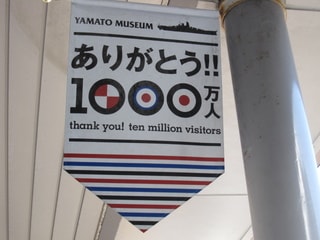 YAMATO MUSEUM
ありがとう!!
1000万人
thank you! ten million visitors